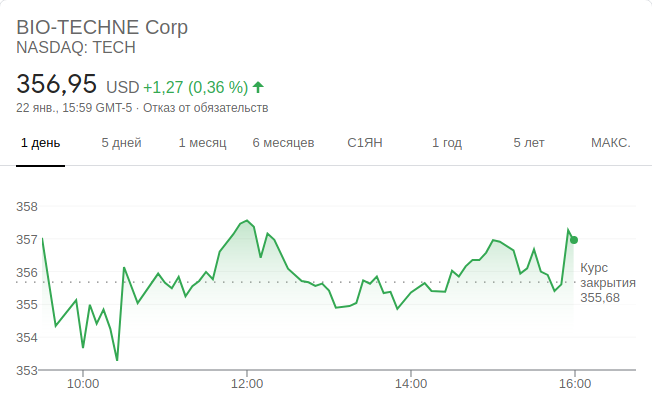 BIO-TECHNE Corp
NASDAQ: TECH
356,95 USD +1,27 (0,36 %)
22 янв., 15:59 GMT-5 · Отказ от обязательств
1 день 5 дней 1 месяц 6 месяцев С1ЯН 1 год 5 лет МАКС.
358
357
356
355
354
353
Курс
закрытия
355,68
10:00 12:00 14:00 16:00